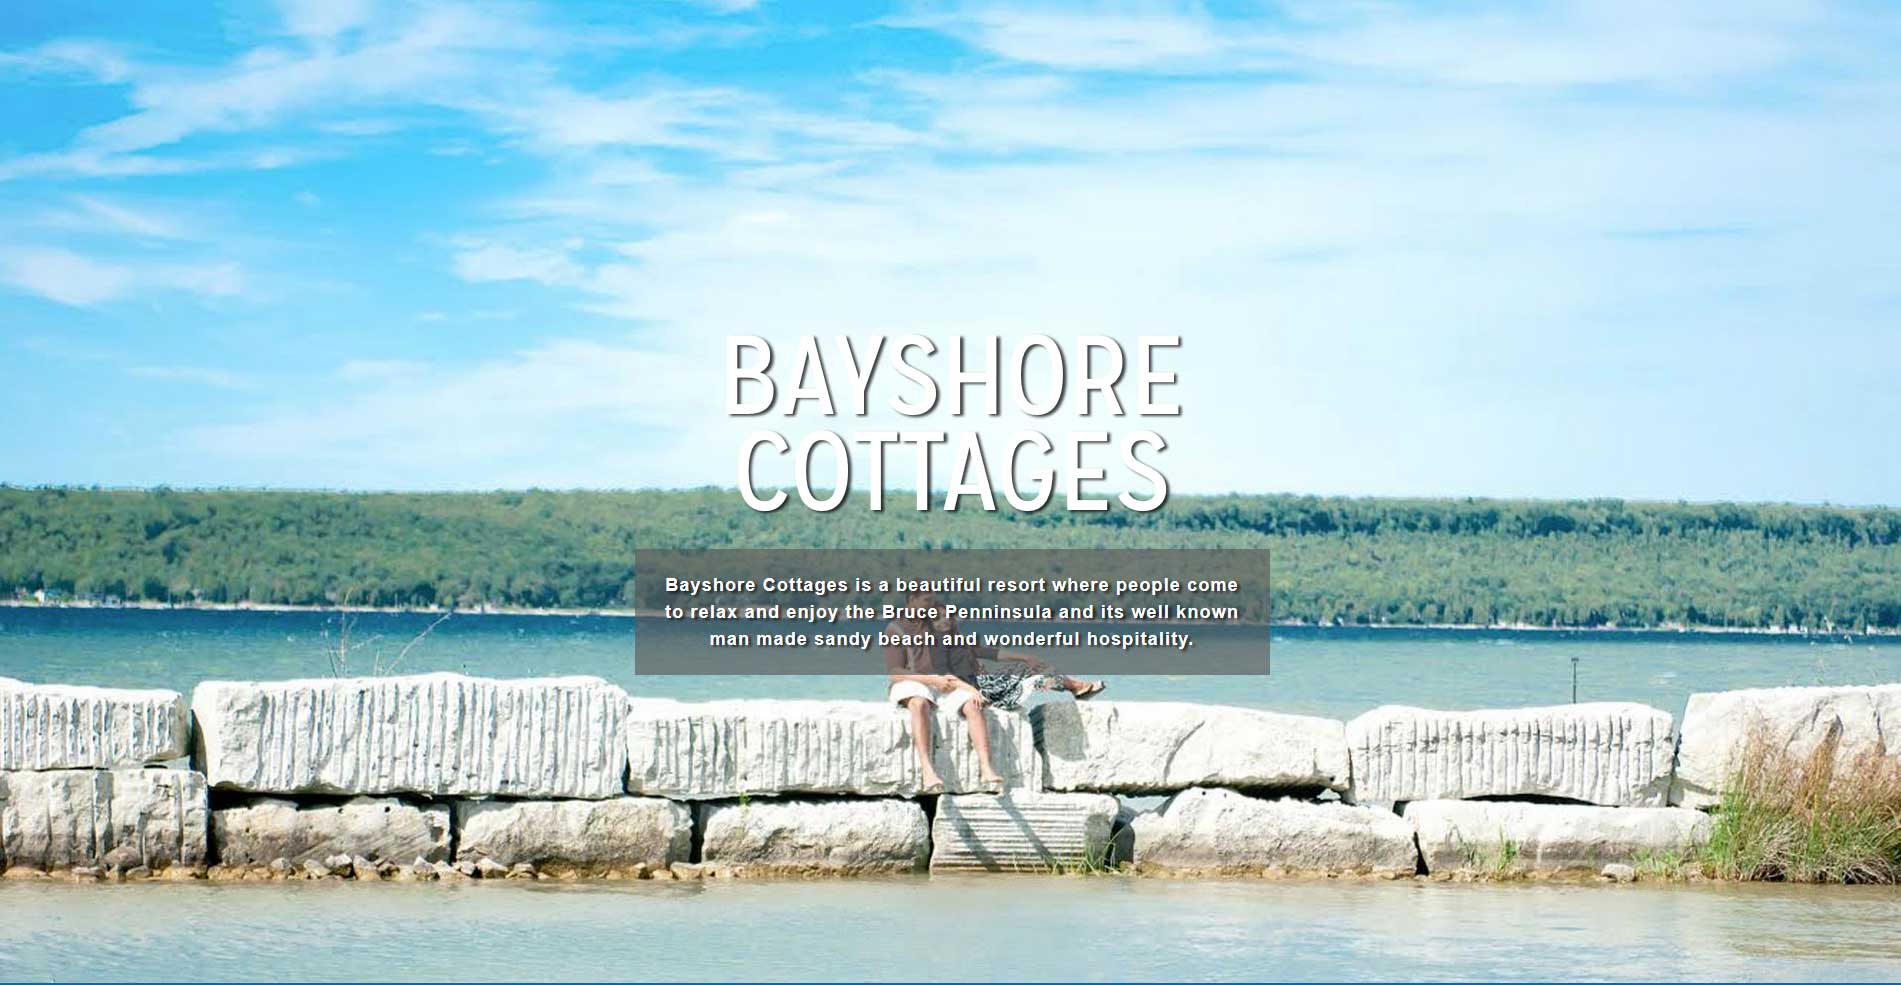 BAYSHORE
COTTAGES
Bayshore Cottages is a beautiful resort where people come
to relax and enjoy the Bruce Penninsula and its well known
man made sandy beach and wonderful hospitality.